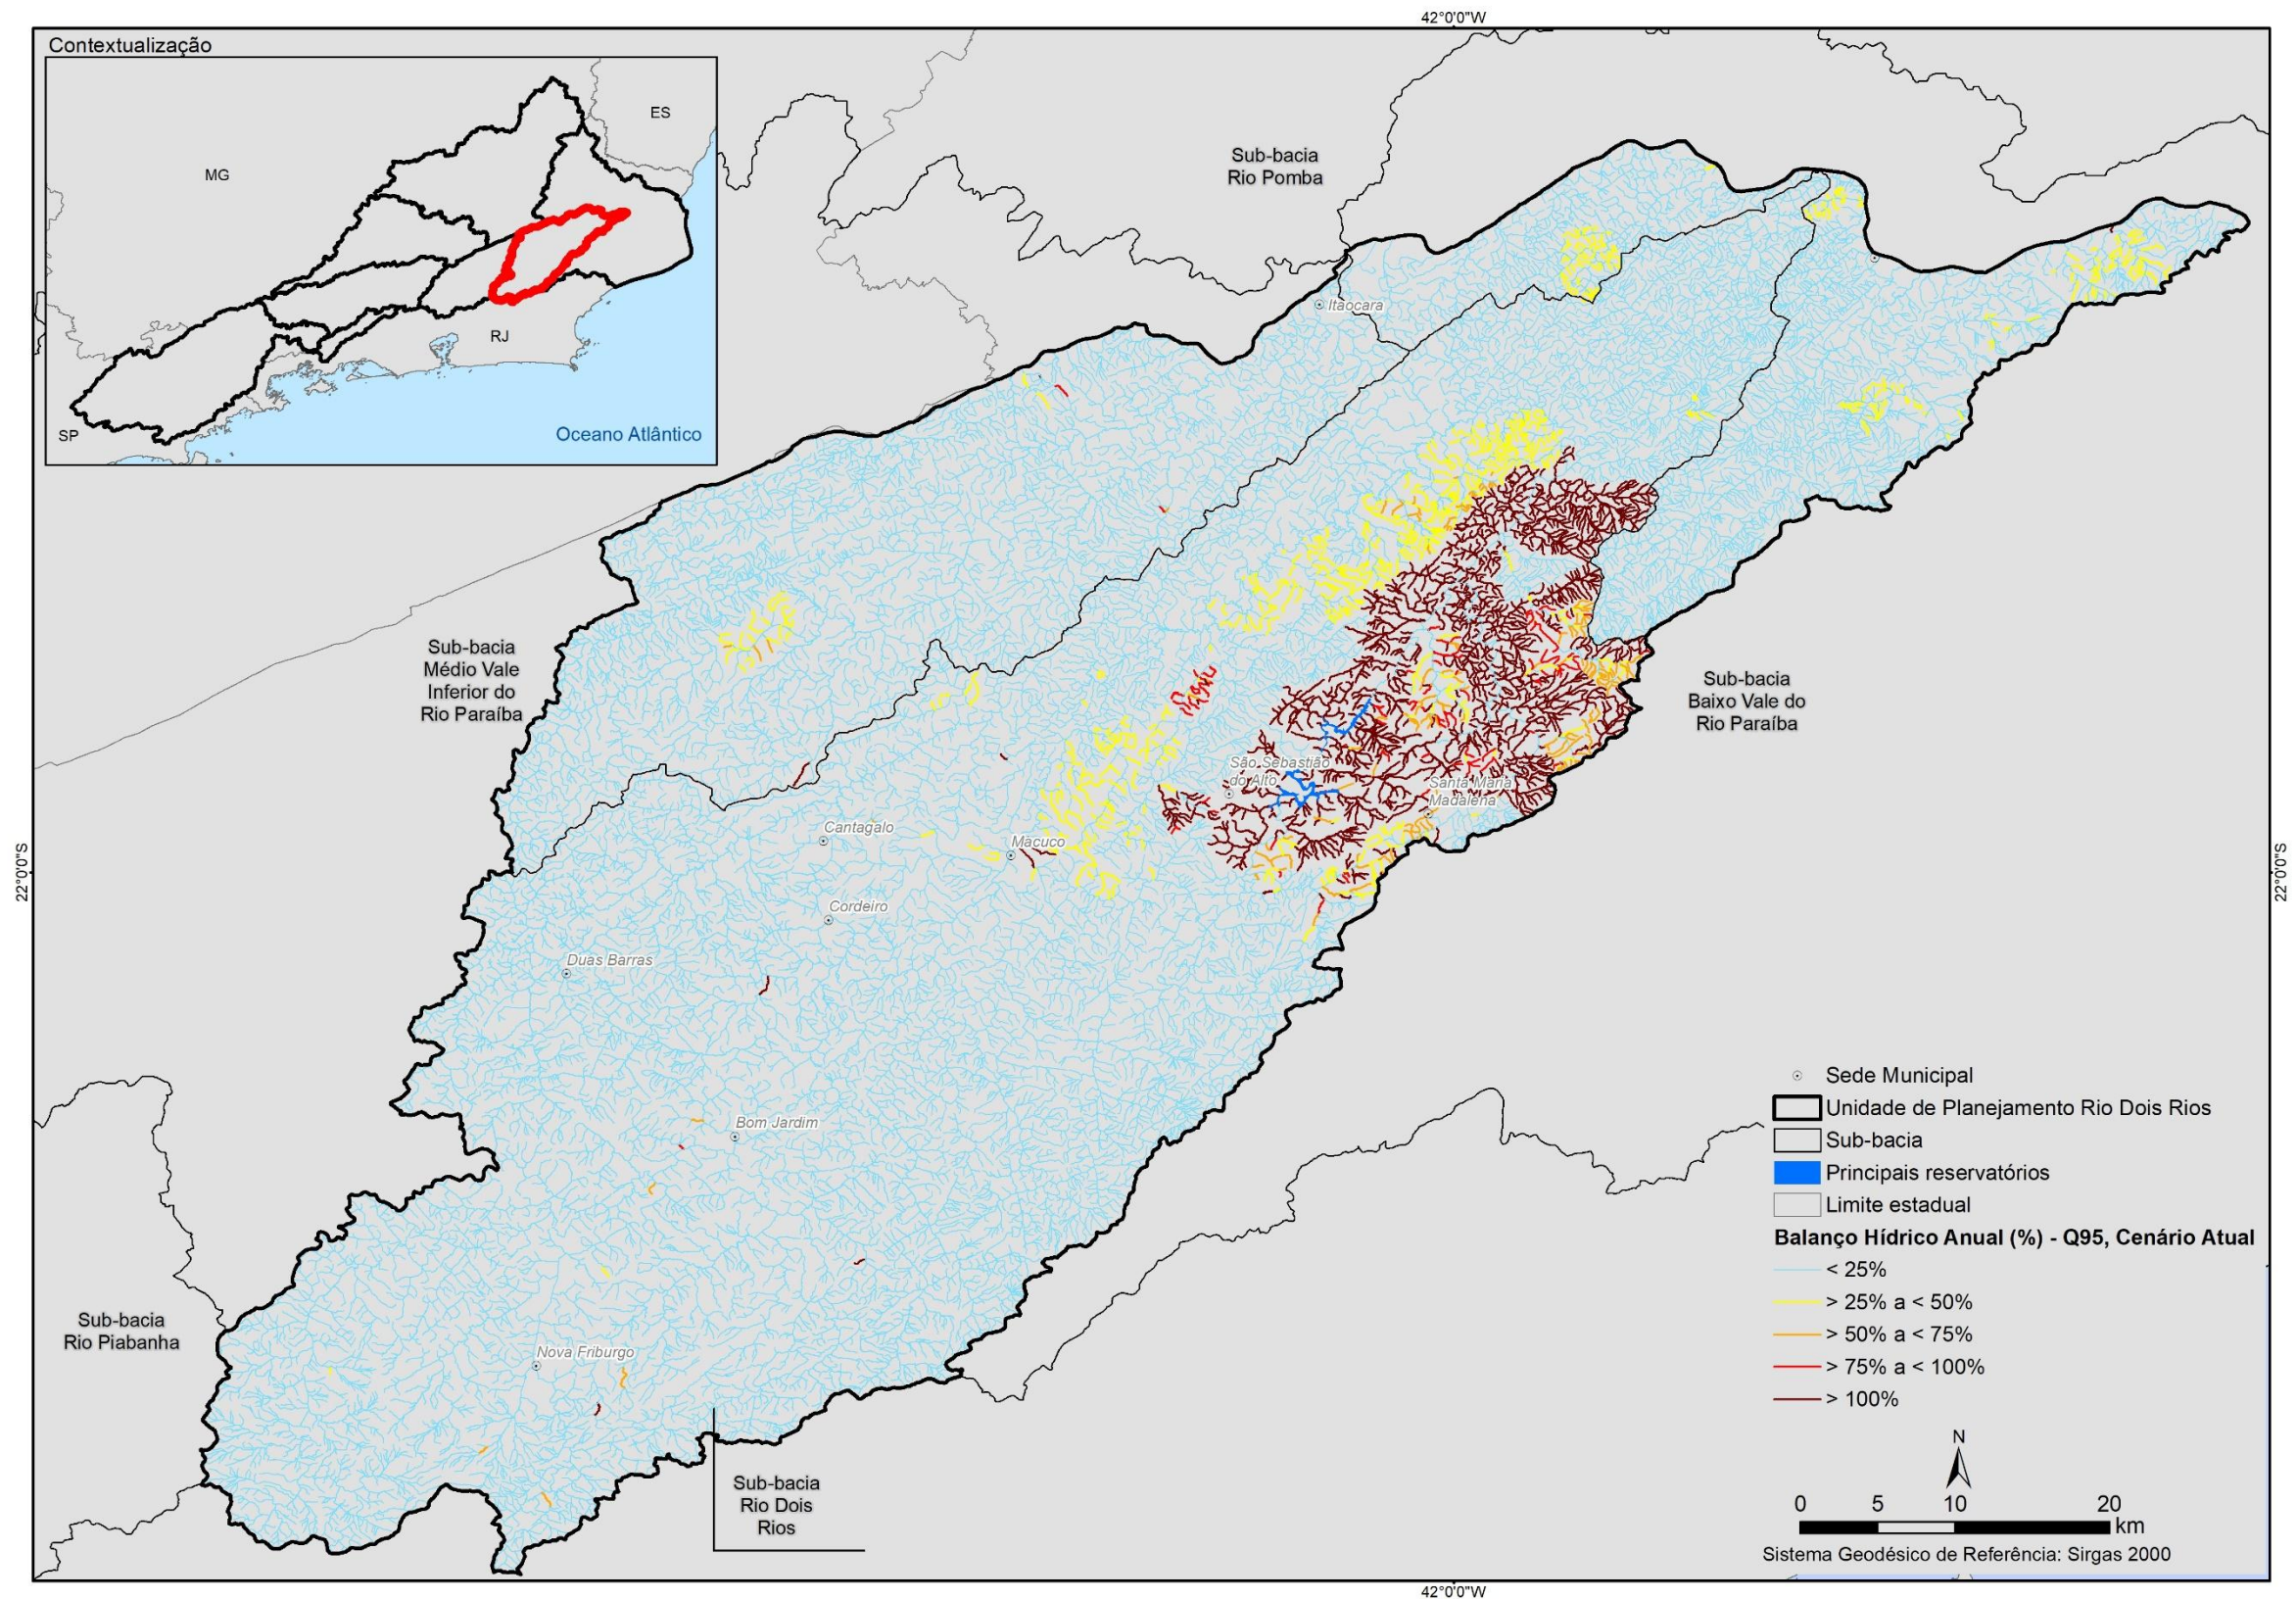 42°0'0"W
Contextualização
ES
MG
RJ
SP
Oceano Atlântico
Sub-bacia
Rio Pomba
Itaocara
Sub-bacia
Médio Vale
Inferior do
Rio Paraíba
Sub-bacia
Baixo Vale do
Rio Paraíba
São Sebastião
do Alto
Santa Maria
Madalena
Cantagalo
Macuco
22°0'0"S
22°0'0"S
Cordeiro
Duas Barras
Bom Jardim
Sub-bacia
Rio Piabanha
Nova Friburgo
Sub-bacia
Rio Dois
Rios
Sede Municipal
Unidade de Planejamento Rio Dois Rios
Sub-bacia
Principais reservatórios
Limite estadual
Balanço Hídrico Anual (%) - Q95, Cenário Atual
< 25%
> 25% a < 50%
> 50% a < 75%
> 75% a < 100%
> 100%
N
0 5 10 20
km
Sistema Geodésico de Referência: Sirgas 2000
42°0'0"W